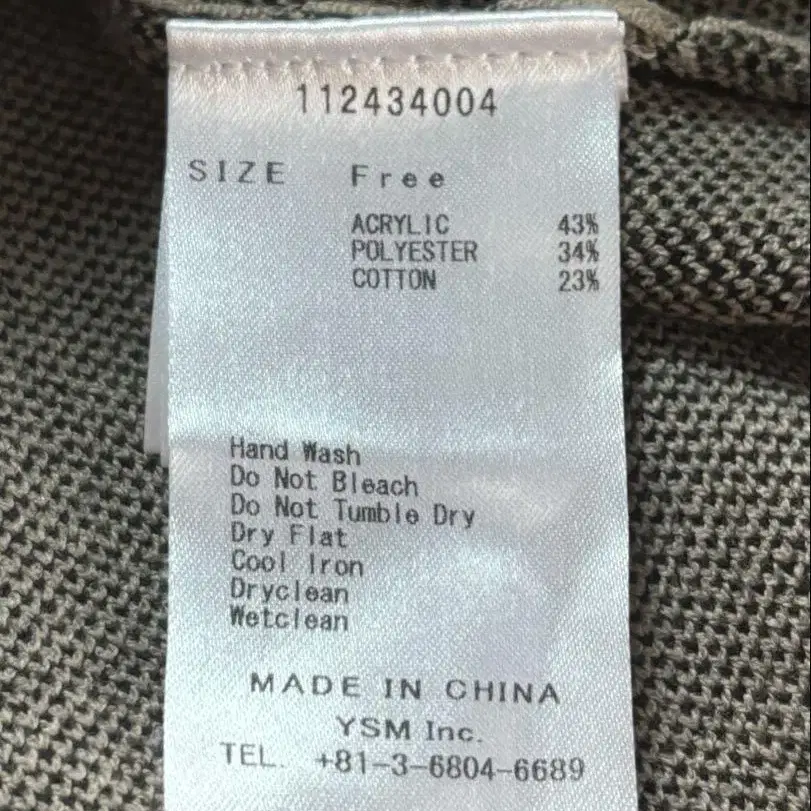 112434004
SIZE Free
ACRYLIC 43%
POLYESTER 34%
COTTON 23%
Hand Wash
Do Not Bleach
Do Not Tumble Dry
Dry Flat
Cool Iron
Dryclean
Wetclean
MADE IN CHINA
YSM Inc.
TEL. +81-3-6804-6689